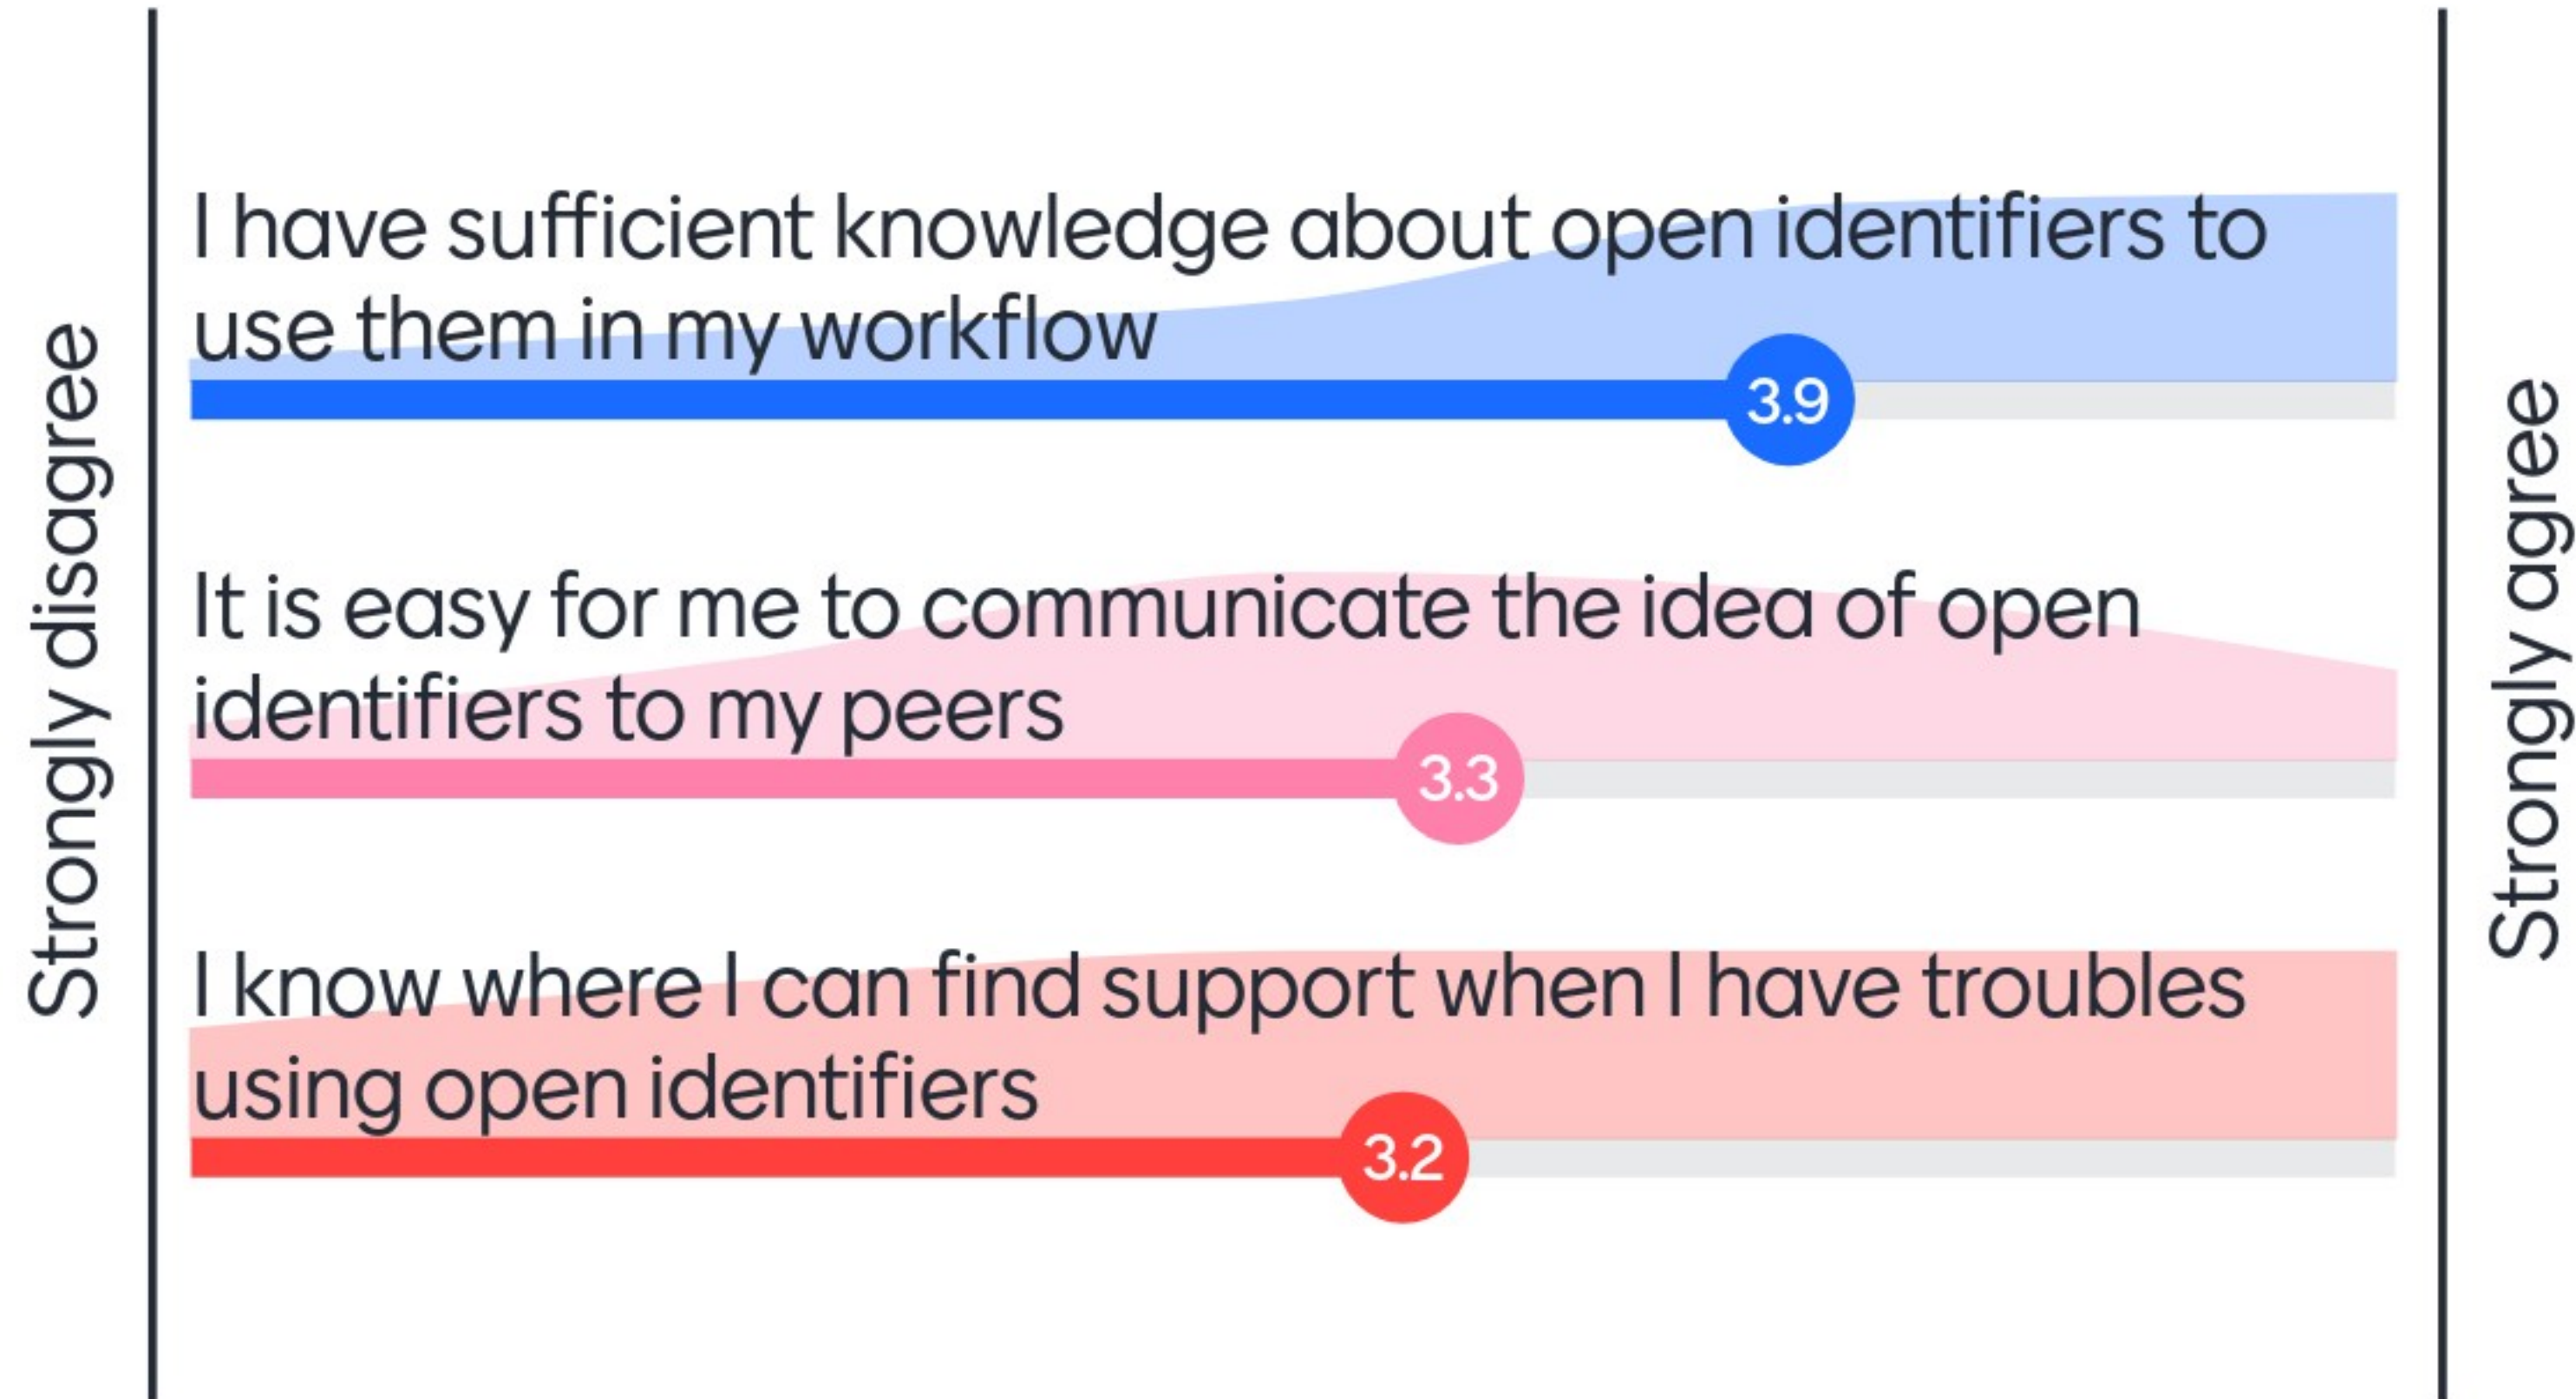 Strongly disagree
I have sufficient knowledge about open identifiers to
use them in my workflow
3.9
It is easy for me to communicate the idea of open
identifiers to my peers
3.3
I know where I can find support when I have troubles
using open identifiers
3.2
Strongly agree